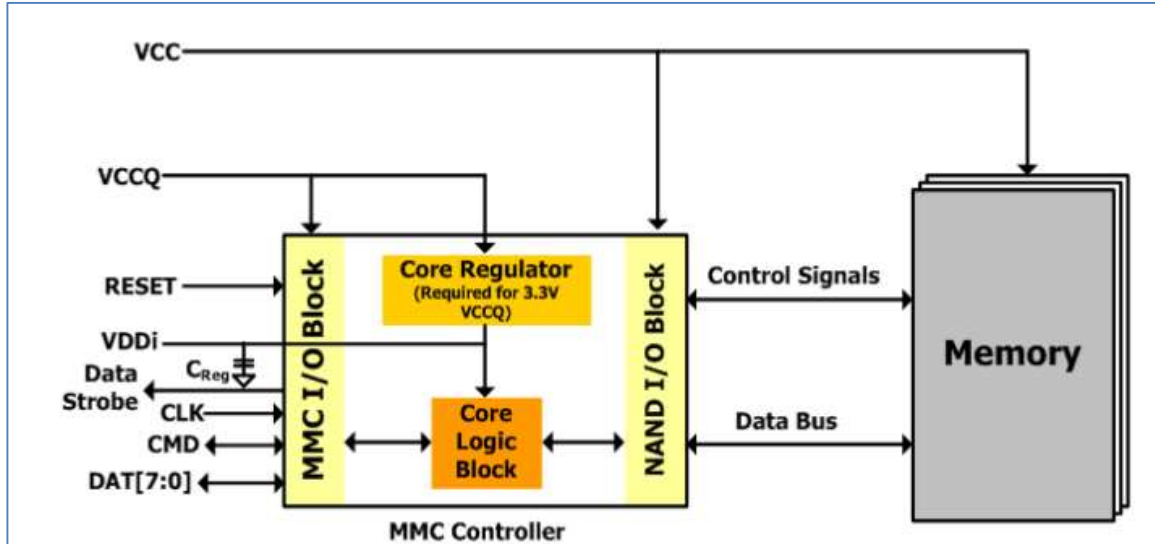 VCC
VCCQ
RESET
VDDi
CReg
Data
Strobe
CLK
CMD
DAT[7:0]
MMC I/O Block
Core Regulator
(Required for 3.3V
VCCQ)
Core
Logic
Block
NAND I/O Block
MMC Controller
Control Signals
Data Bus
Memory